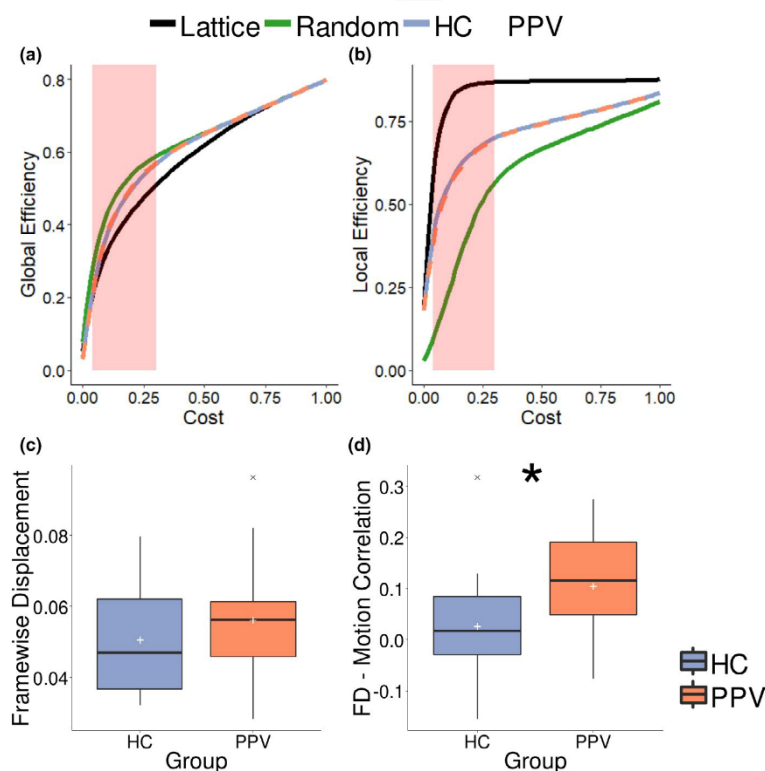 Lattice Random HC PPV
(a)
0.8
0.6
0.4
0.2
0.0
Global Efficiency
0.00 0.25 0.50 0.75 1.00
Cost
(b)
0.75
0.50
0.25
0.00
Local Efficiency
0.00 0.25 0.50 0.75 1.00
Cost
(c)
0.08
0.06
0.04
Framewise Displacement
HC PPV
Group
(d)
*
0.3
0.2
0.1
0.0
-0.1
FD - Motion Correlation
HC PPV
Group
HC
PPV